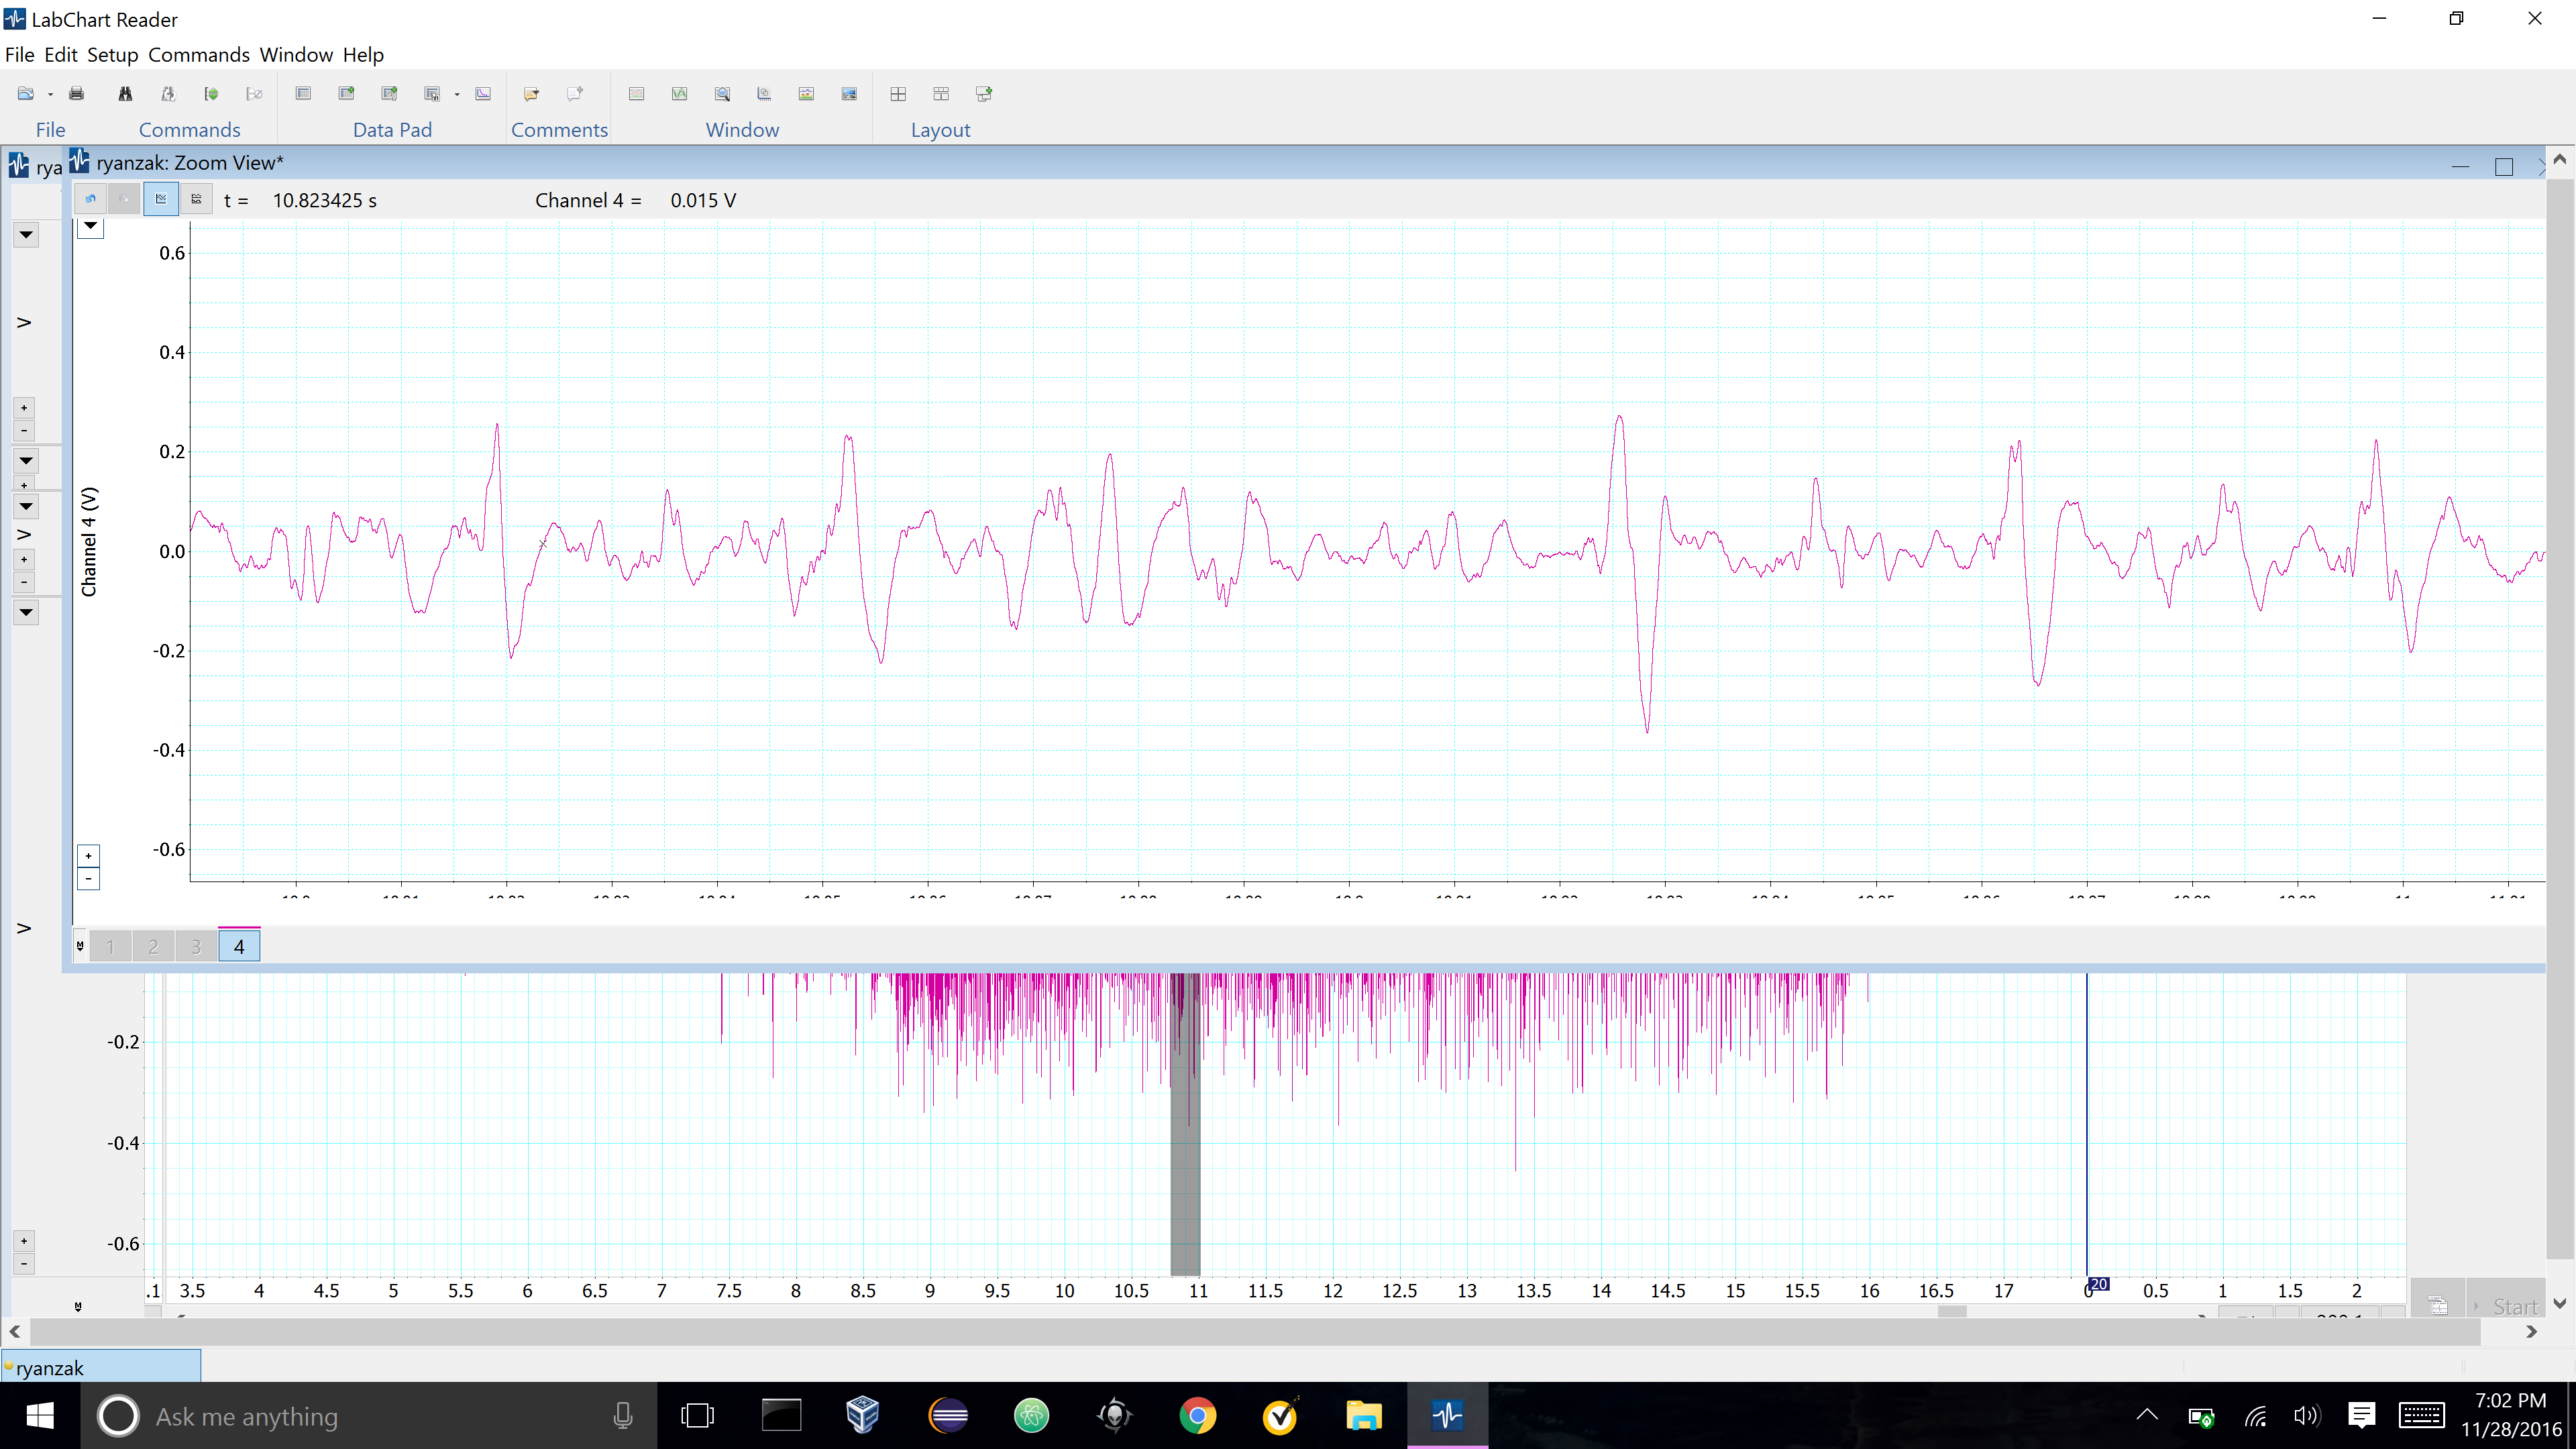 LabChart Reader
File Edit Setup Commands Window Help
File Commands Data Pad Comments Window Layout
rya
ryanzak: Zoom View*
t = 10.823425 s Channel 4 = 0.015 V
0.6
0.4
0.2
0.0
-0.2
-0.4
-0.6
Channel 4 (V)
V
V
V
1 2 3 4
-0.2
-0.4
-0.6
.1 3.5 4 4.5 5 5.5 6 6.5 7 7.5 8 8.5 9 9.5 10 10.5 11 11.5 12 12.5 13 13.5 14 14.5 15 15.5 16 16.5 17 0 20 0.5 1 1.5 2
M
Start
ryanzak
Ask me anything
7:02 PM
11/28/2016